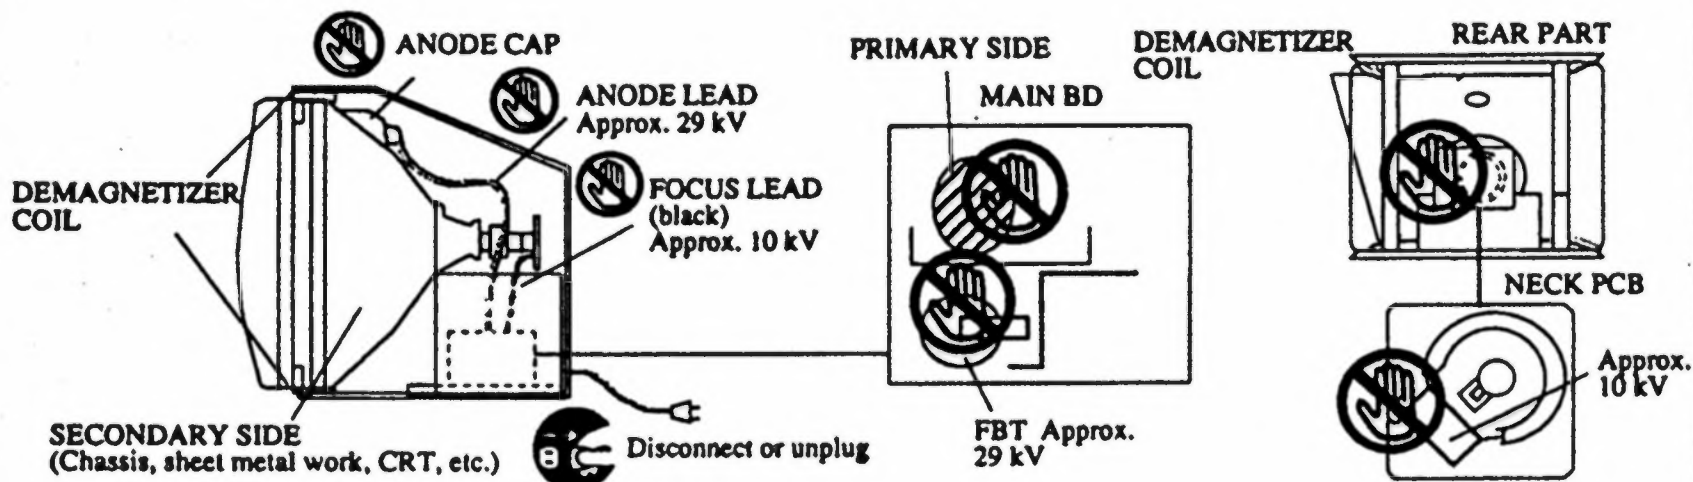 ANODE CAP
ANODE LEAD
Approx. 29 kV
FOCUS LEAD
(black)
Approx. 10 kV
DEMAGNETIZER
COIL
SECONDARY SIDE
(Chassis, sheet metal work, CRT, etc.)
Disconnect or unplug
PRIMARY SIDE
MAIN BD
FBT Approx.
29 kV
DEMAGNETIZER
COIL
REAR PART
NECK PCB
Approx.
10 kV